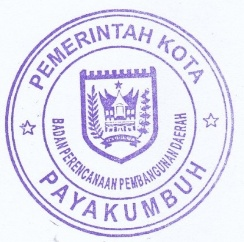 PEMERINTAH KOTA
BADAN PERENCANAAN PEMBANGUNAN DAERAH
PAYAKUMBUH